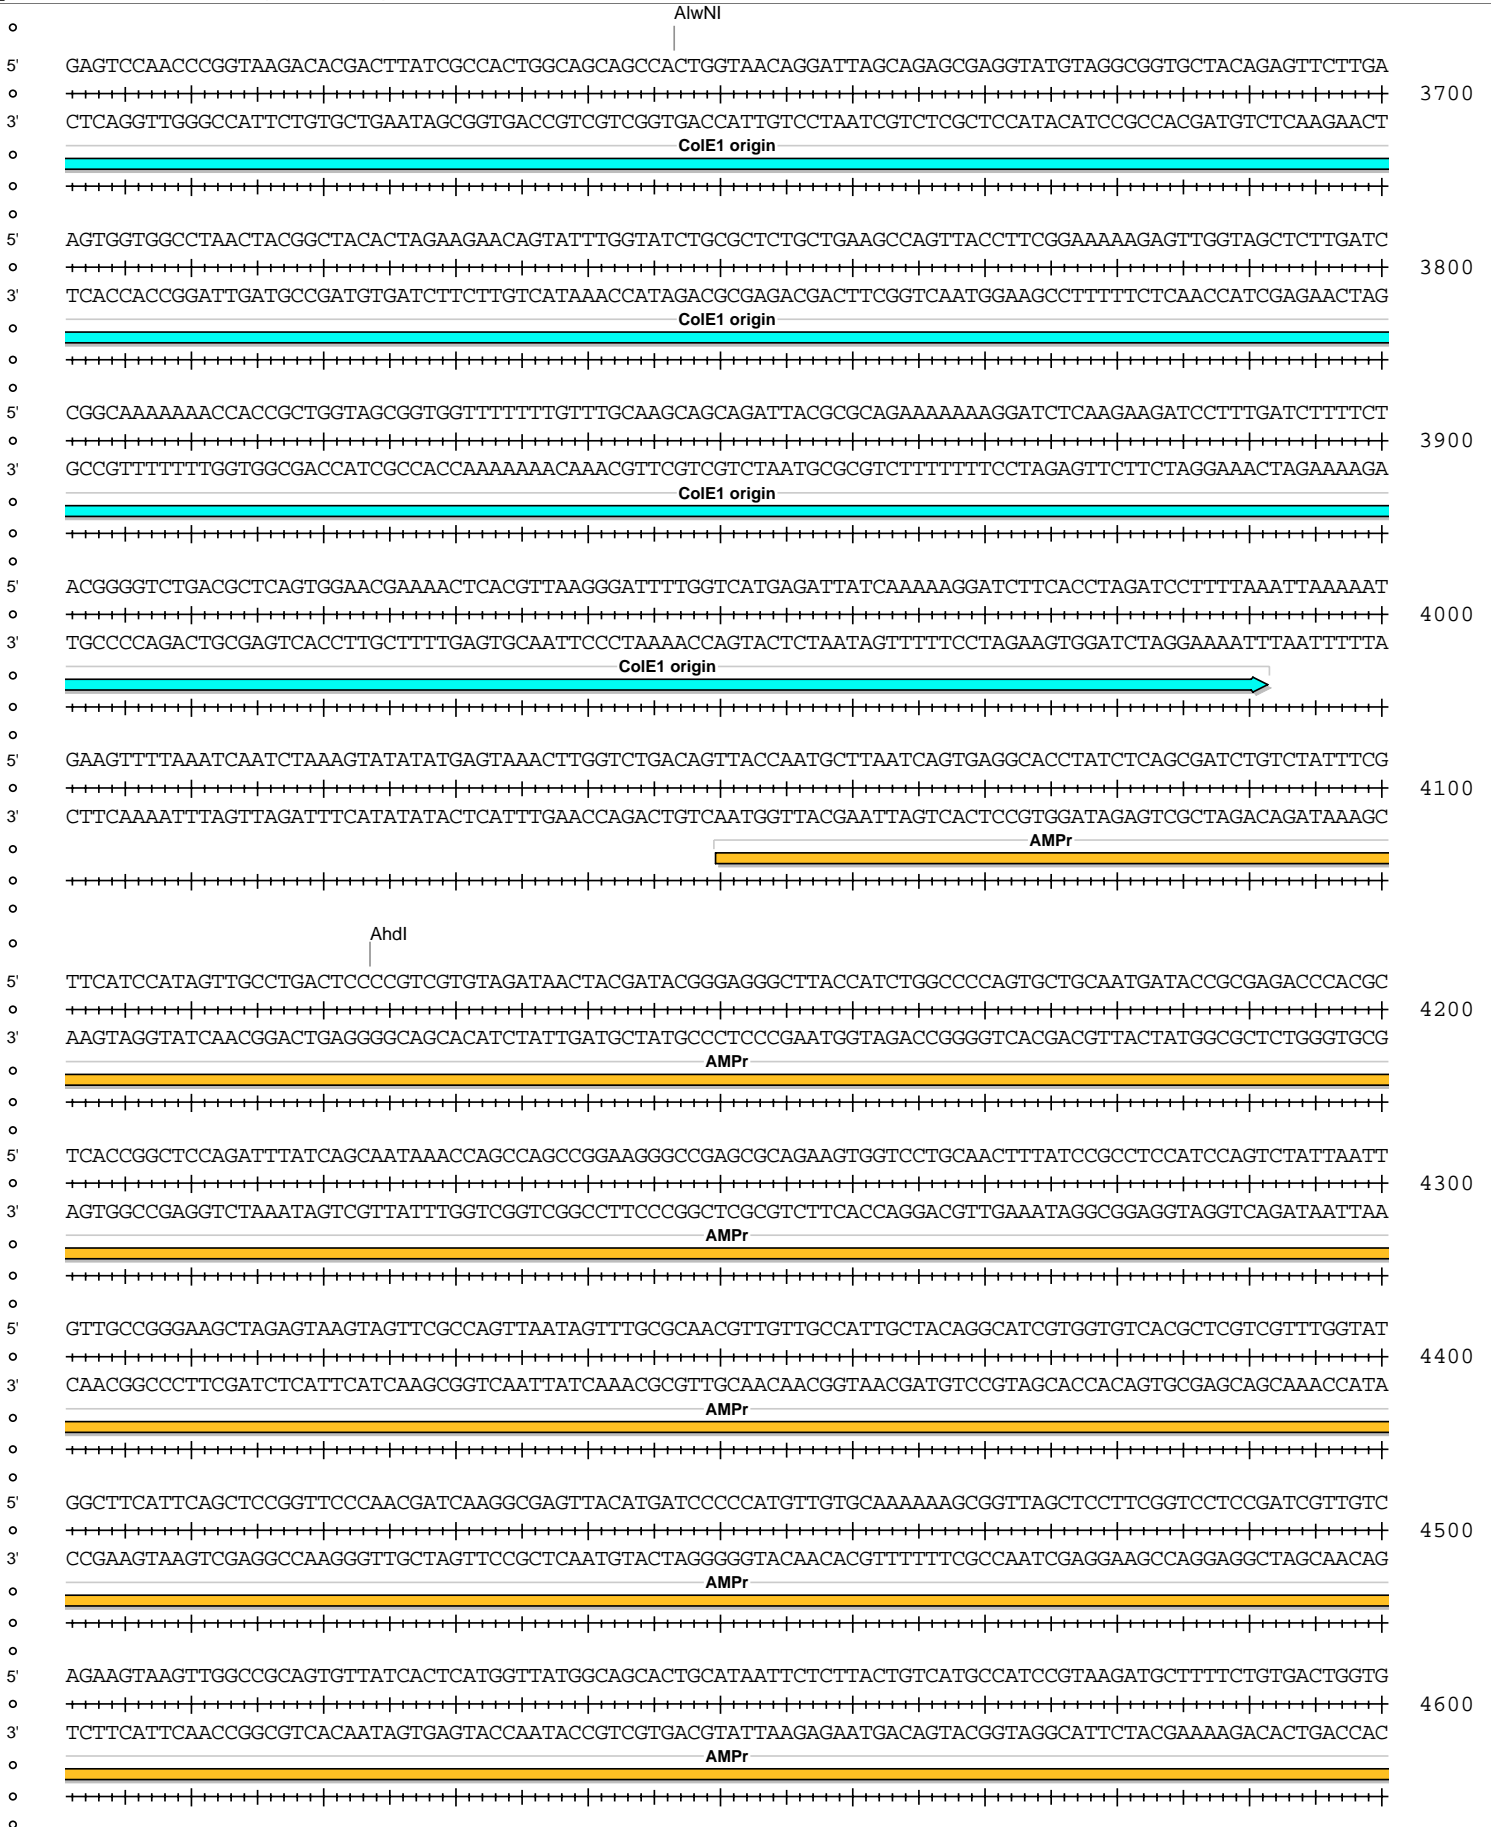 AlwNI
5' GAGTCCAACCCGGTAAGACACGACTTATCGCCACTGGCAGCAGCCACTGGTAACAGGATTAGCAGAGCGAGGTATGTAGGCGGTGCTACAGAGTTCTTGA
3700
3' CTCAGGTTGGGCCATTCTGTGCTGAATAGCGGTGACCGTCGTCGGTGACCATTGTCCTAATCGTCTCGCTCCATACATCCGCCACGATGTCTCAAGAACT
ColE1 origin
5' AGTGGTGGCCTAACTACGGCTACACTAGAAGAACAGTATTTGGTATCTGCGCTCTGCTGAAGCCAGTTACCTTCGGAAAAAGAGTTGGTAGCTCTTGATC
3800
3' TCACCACCGGATTGATGCCGATGTGATCTTCTTGTCATAAACCATAGACGCGAGACGACTTCGGTCAATGGAAGCCTTTTTCTCAACCATCGAGAACTAG
ColE1 origin
5' CGGCAAAAAAACCACCGCTGGTAGCGGTGGTTTTTTTGTTTGCAAGCAGCAGATTACGCGCAGAAAAAAAGGATCTCAAGAAGATCCTTTGATCTTTTCT
3900
3' GCCGTTTTTTTGGTGGCGACCATCGCCACCAAAAAAACAAACGTTCGTCGTCTAATGCGCGTCTTTTTTTCCTAGAGTTCTTCTAGGAAACTAGAAAAGA
ColE1 origin
5' ACGGGGTCTGACGCTCAGTGGAACGAAAACTCACGTTAAGGGATTTTGGTCATGAGATTATCAAAAAGGATCTTCACCTAGATCCTTTTAAATTAAAAAT
4000
3' TGCCCCAGACTGCGAGTCACCTTGCTTTTGAGTGCAATTCCCTAAAACCAGTACTCTAATAGTTTTTCCTAGAAGTGGATCTAGGAAAATTTAATTTTTA
ColE1 origin
5' GAAGTTTTAAATCAATCTAAAGTATATATGAGTAAACTTGGTCTGACAGTTACCAATGCTTAATCAGTGAGGCACCTATCTCAGCGATCTGTCTATTTCG
4100
3' CTTCAAAATTTAGTTAGATTTCATATATACTCATTTGAACCAGACTGTCAATGGTTACGAATTAGTCACTCCGTGGATAGAGTCGCTAGACAGATAAAGC
AMPr
AhdI
5' TTCATCCATAGTTGCCTGACTCCCCGTCGTGTAGATAACTACGATACGGGAGGGCTTACCATCTGGCCCCAGTGCTGCAATGATACCGCGAGACCCACGC
4200
3' AAGTAGGTATCAACGGACTGAGGGGCAGCACATCTATTGATGCTATGCCCTCCCGAATGGTAGACCGGGGTCACGACGTTACTATGGCGCTCTGGGTGCG
AMPr
5' TCACCGGCTCCAGATTTATCAGCAATAAACCAGCCAGCCGGAAGGGCCGAGCGCAGAAGTGGTCCTGCAACTTTATCCGCCTCCATCCAGTCTATTAATT
4300
3' AGTGGCCGAGGTCTAAATAGTCGTTATTTGGTCGGTCGGCCTTCCCGGCTCGCGTCTTCACCAGGACGTTGAAATAGGCGGAGGTAGGTCAGATAATTAA
AMPr
5' GTTGCCGGGAAGCTAGAGTAAGTAGTTCGCCAGTTAATAGTTTGCGCAACGTTGTTGCCATTGCTACAGGCATCGTGGTGTCACGCTCGTCGTTTGGTAT
4400
3' CAACGGCCCTTCGATCTCATTCATCAAGCGGTCAATTATCAAACGCGTTGCAACAACGGTAACGATGTCCGTAGCACCACAGTGCGAGCAGCAAACCATA
AMPr
5' GGCTTCATTCAGCTCCGGTTCCCAACGATCAAGGCGAGTTACATGATCCCCCATGTTGTGCAAAAAAGCGGTTAGCTCCTTCGGTCCTCCGATCGTTGTC
4500
3' CCGAAGTAAGTCGAGGCCAAGGGTTGCTAGTTCCGCTCAATGTACTAGGGGGTACAACACGTTTTTTCGCCAATCGAGGAAGCCAGGAGGCTAGCAACAG
AMPr
5' AGAAGTAAGTTGGCCGCAGTGTTATCACTCATGGTTATGGCAGCACTGCATAATTCTCTTACTGTCATGCCATCCGTAAGATGCTTTTCTGTGACTGGTG
4600
3' TCTTCATTCAACCGGCGTCACAATAGTGAGTACCAATACCGTCGTGACGTATTAAGAGAATGACAGTACGGTAGGCATTCTACGAAAAGACACTGACCAC
AMPr